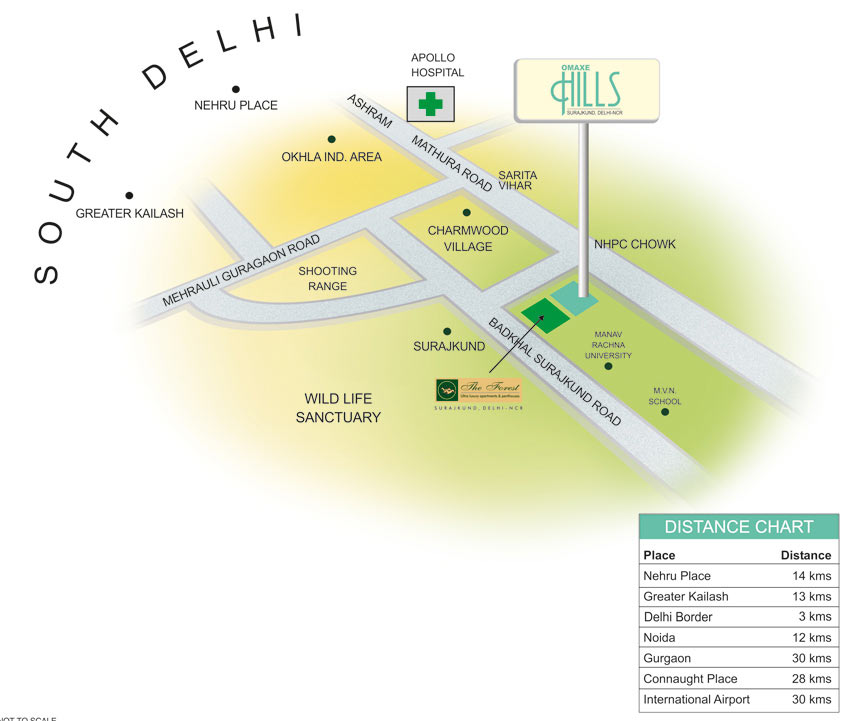 SOUTH DELHI
APOLLO
HOSPITAL
OMAXE
HILLS
SURAJKUND, DELHI-NCR
NEHRU PLACE
ASHRAM
MATHURA ROAD
OKHLA IND. AREA
SARITA
VIHAR
GREATER KAILASH
CHARMWOOD
VILLAGE
NHPC CHOWK
MEHRAULI GURAGAON ROAD
SHOOTING
RANGE
SURAJKUND
BADKHAL SURAJKUND ROAD
MANAV
RACHNA
UNIVERSITY
The Forest
Ultra luxury apartments & penthouses
SURAJKUND, DELHI-NCR
WILD LIFE
SANCTUARY
M.V.N.
SCHOOL
DISTANCE CHART
Place Distance
Nehru Place 14 kms
Greater Kailash 13 kms
Delhi Border 3 kms
Noida 12 kms
Gurgaon 30 kms
Connaught Place 28 kms
International Airport 30 kms
NOT TO SCALE